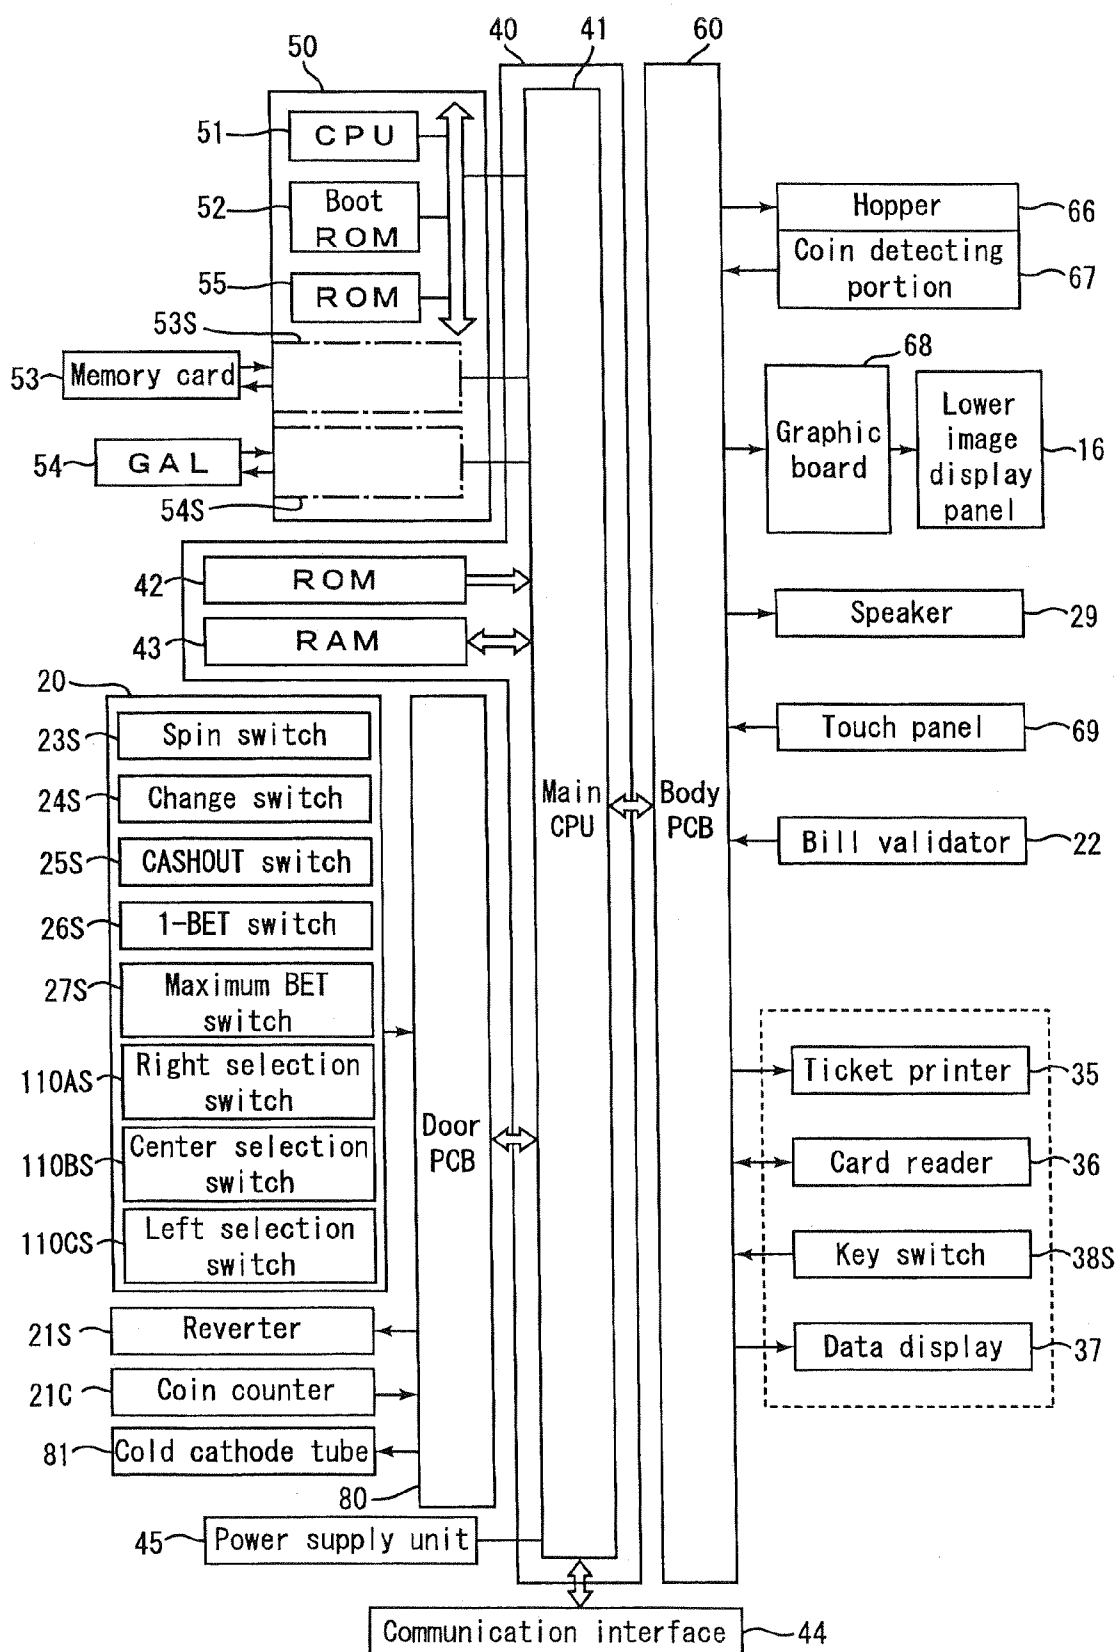 50
40
41
60
51
CPU
52
Boot
ROM
55
ROM
53S
53
Memory card
54
GAL
54S
42
ROM
43
RAM
20
23S
Spin switch
24S
Change switch
25S
CASHOUT switch
26S
1-BET switch
27S
Maximum BET
switch
110AS
Right selection
switch
110BS
Center selection
switch
110CS
Left selection
switch
21S
Reverter
21C
Coin counter
81
Cold cathode tube
80
Door
PCB
45
Power supply unit
Main
CPU
Body
PCB
Hopper
66
Coin detecting
portion
67
68
Graphic
board
Lower
image
display
panel
16
Speaker
29
Touch panel
69
Bill validator
22
Ticket printer
35
Card reader
36
Key switch
38S
Data display
37
Communication interface
44